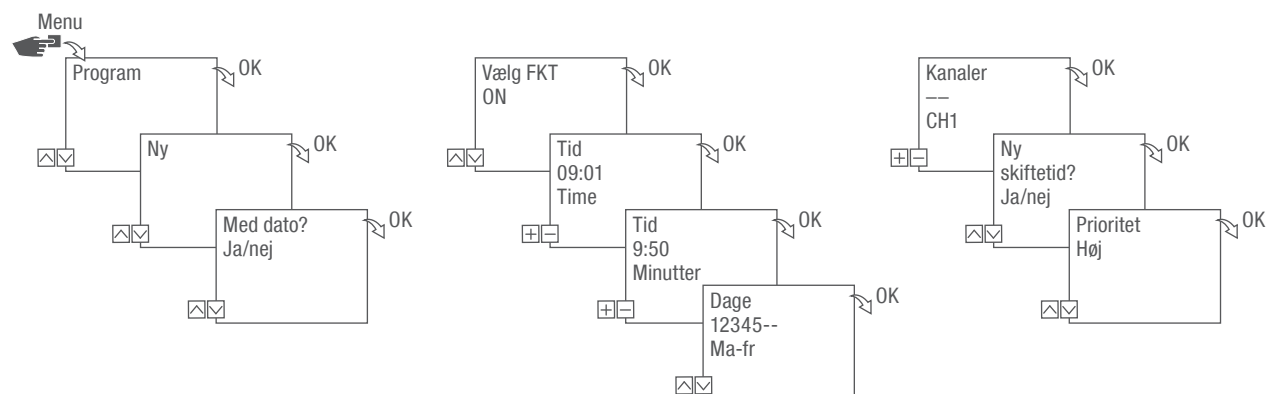 Menu
Program
OK
Ny
OK
Med dato?
Ja/nej
OK
Vælg FKT
ON
OK
Tid
09:01
Time
OK
Tid
9:50
Minutter
OK
Dage
12345--
Ma-fr
OK
Kanaler
––
CH1
OK
Ny
skiftetid?
Ja/nej
OK
Prioritet
Høj
OK